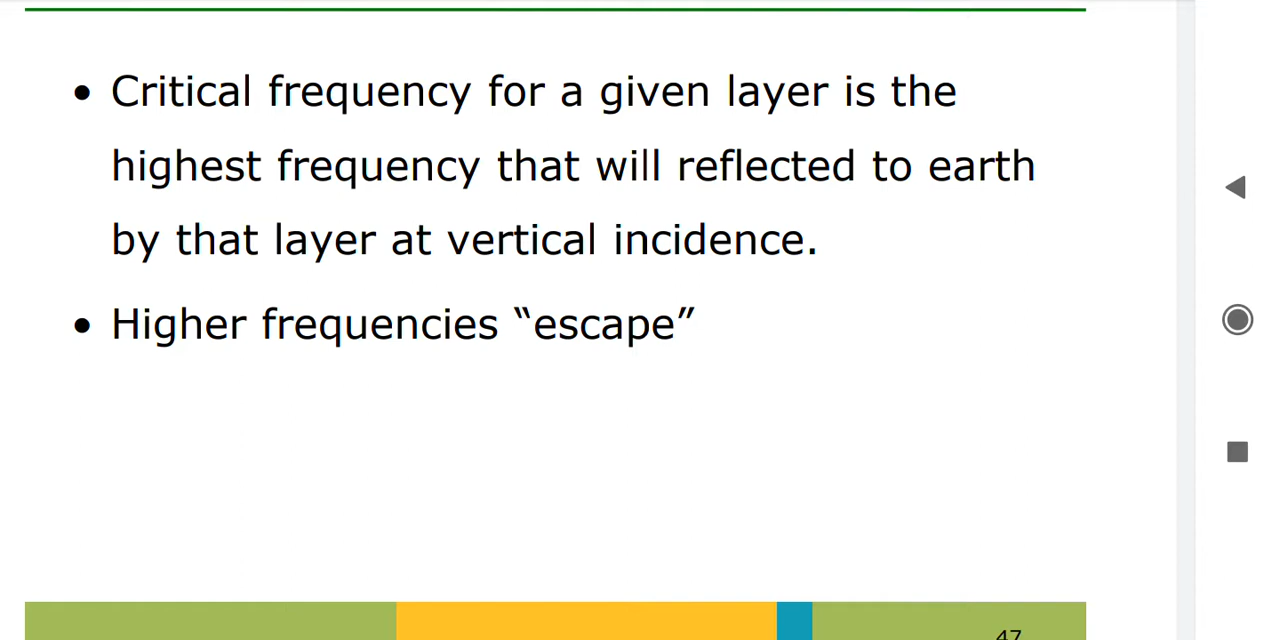 • Critical frequency for a given layer is the
highest frequency that will reflected to earth
by that layer at vertical incidence.
• Higher frequencies “escape”
47